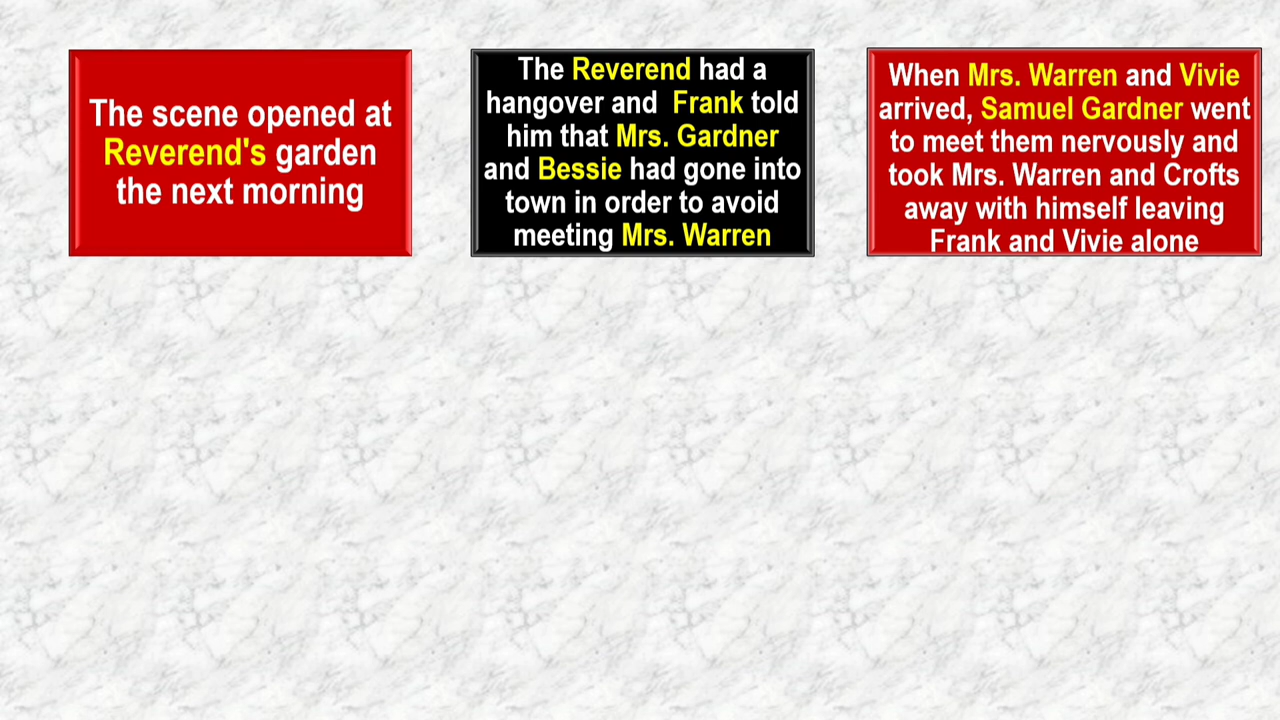 The scene opened at
Reverend's garden
the next morning
The Reverend had a
hangover and Frank told
him that Mrs. Gardner
and Bessie had gone into
town in order to avoid
meeting Mrs. Warren
When Mrs. Warren and Vivie
arrived, Samuel Gardner went
to meet them nervously and
took Mrs. Warren and Crofts
away with himself leaving
Frank and Vivie alone